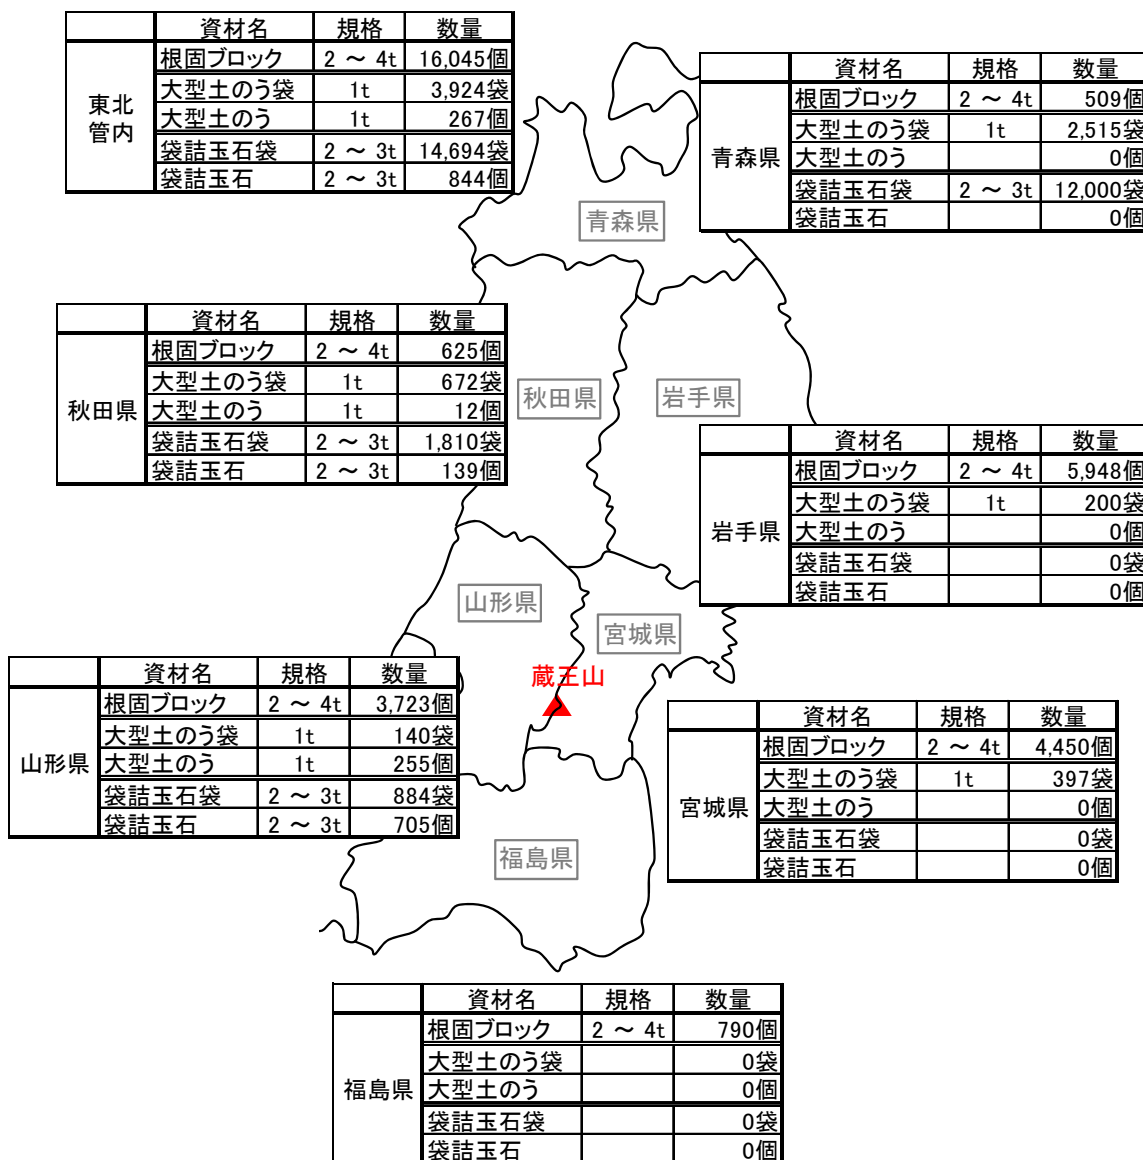 資材名 規格 数量
東北管内
根固ブロック 2 ～ 4t 16,045個
大型土のう袋 1t 3,924袋
大型土のう 1t 267個
袋詰玉石袋 2 ～ 3t 14,694袋
袋詰玉石 2 ～ 3t 844個
資材名 規格 数量
青森県
根固ブロック 2 ～ 4t 509個
大型土のう袋 1t 2,515袋
大型土のう 0個
袋詰玉石袋 2 ～ 3t 12,000袋
袋詰玉石 0個
青森県
資材名 規格 数量
秋田県
根固ブロック 2 ～ 4t 625個
大型土のう袋 1t 672袋
大型土のう 1t 12個
袋詰玉石袋 2 ～ 3t 1,810袋
袋詰玉石 2 ～ 3t 139個
秋田県
岩手県
資材名 規格 数量
岩手県
根固ブロック 2 ～ 4t 5,948個
大型土のう袋 1t 200袋
大型土のう 0個
袋詰玉石袋 0袋
袋詰玉石 0個
山形県
宮城県
蔵王山
資材名 規格 数量
山形県
根固ブロック 2 ～ 4t 3,723個
大型土のう袋 1t 140袋
大型土のう 1t 255個
袋詰玉石袋 2 ～ 3t 884袋
袋詰玉石 2 ～ 3t 705個
資材名 規格 数量
宮城県
根固ブロック 2 ～ 4t 4,450個
大型土のう袋 1t 397袋
大型土のう 0個
袋詰玉石袋 0袋
袋詰玉石 0個
福島県
資材名 規格 数量
福島県
根固ブロック 2 ～ 4t 790個
大型土のう袋 0袋
大型土のう 0個
袋詰玉石袋 0袋
袋詰玉石 0個